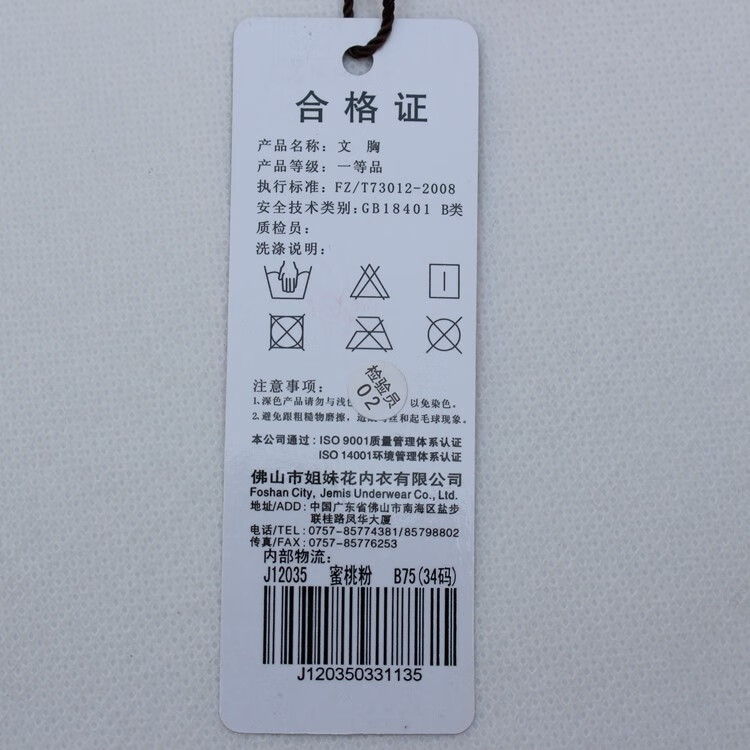 合格证
产品名称：文 胸
产品等级：一等品
执行标准：FZ/T73012-2008
安全技术类别：GB18401 B类
质检员：
洗涤说明：
检验员
02
注意事项：
1、深色产品请勿与浅 以免染色。
2、避免跟粗糙物磨擦， 和起毛球现象。
本公司通过：ISO 9001质量管理体系认证
ISO 14001环境管理体系认证
佛山市姐妹花内衣有限公司
Foshan City, Jemis Underwear Co., Ltd.
地址/ADD：中国广东省佛山市南海区盐步
联桂路凤华大厦
电话/TEL：0757-85774381/85798802
传真/FAX：0757-85776253
内部物流：
J12035 蜜桃粉 B75(34码)
J120350331135